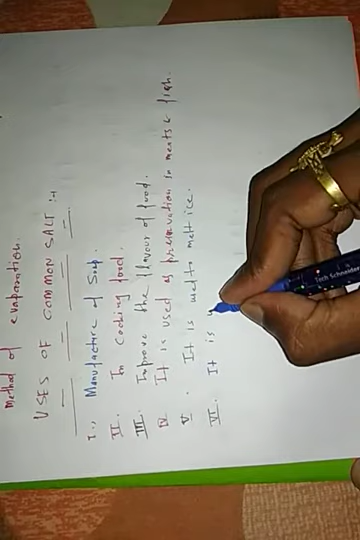 Method of evaporation.
USES OF COMMON SALT :-
I., Manufacture of Soap.
II. In Cooking food.
III. Improve the flavour of food.
IV It is used as preservation in meats & fish.
V. It is used to melt ice.
VI. It is
Tech Schneider